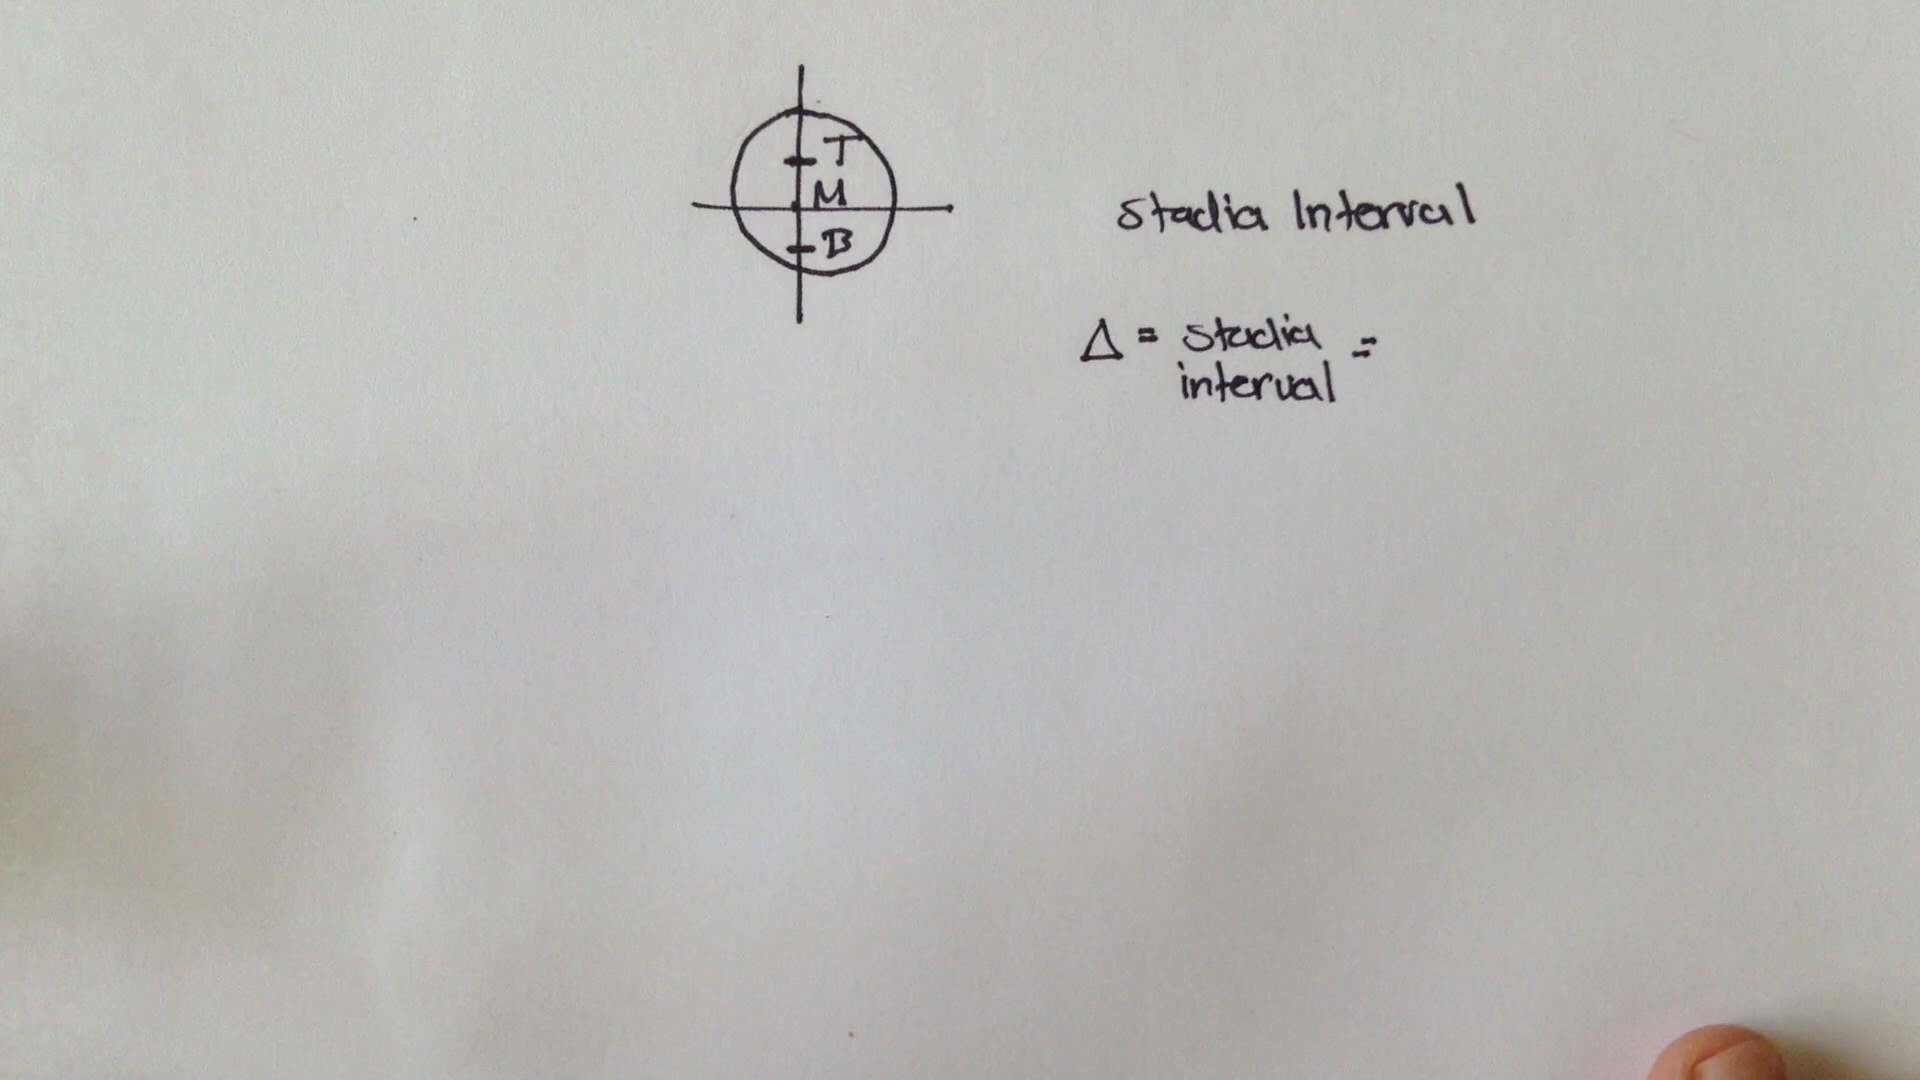 T
M
B
Stadia Interval
Δ = stadia =
interval